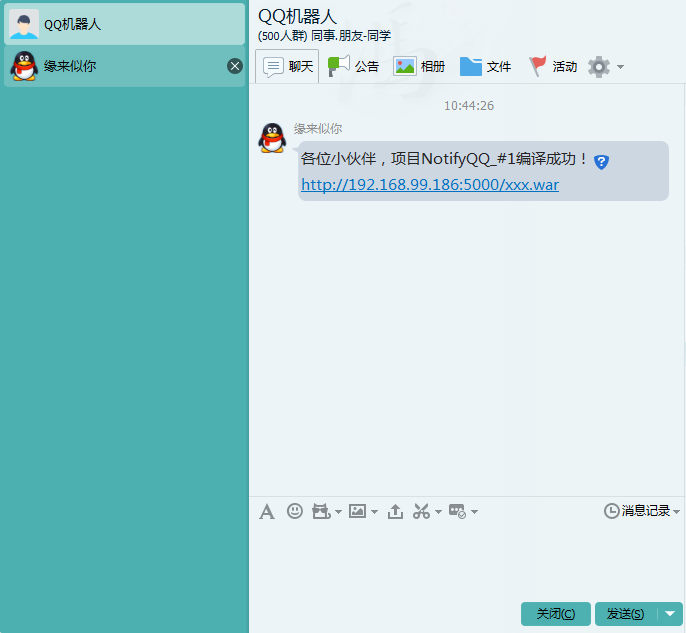 QQ机器人
缘来似你
QQ机器人
(500人群) 同事.朋友-同学
聊天 公告 相册 文件 活动
10:44:26
缘来似你
各位小伙伴，项目NotifyQQ_#1编译成功！
http://192.168.99.186:5000/xxx.war
消息记录
关闭(C) 发送(S)